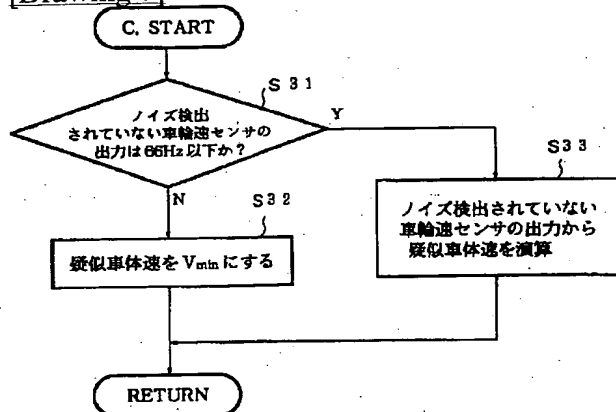 C. START
S31
ノイズ検出
されていない車輪速センサの
出力は66Hz以下か？
Y
N
S32
S33
疑似車体速をVminにする
ノイズ検出されていない
車輪速センサの出力から
疑似車体速を演算
RETURN